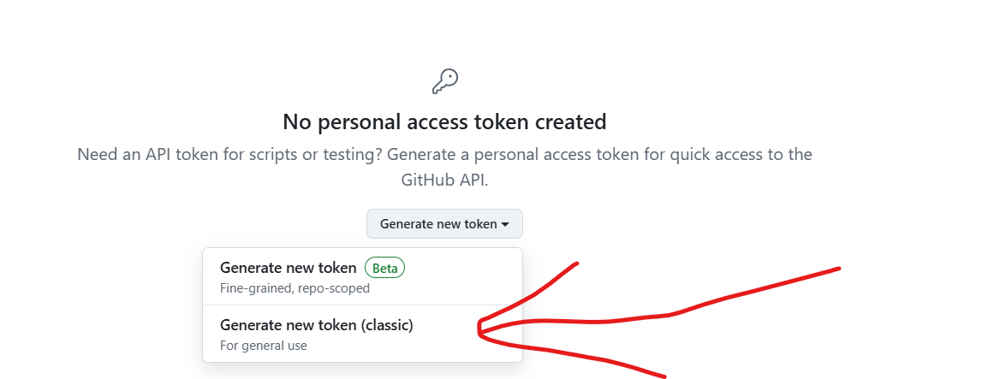 No personal access token created
Need an API token for scripts or testing? Generate a personal access token for quick access to the
GitHub API.
Generate new token
Generate new token Beta
Fine-grained, repo-scoped
Generate new token (classic)
For general use